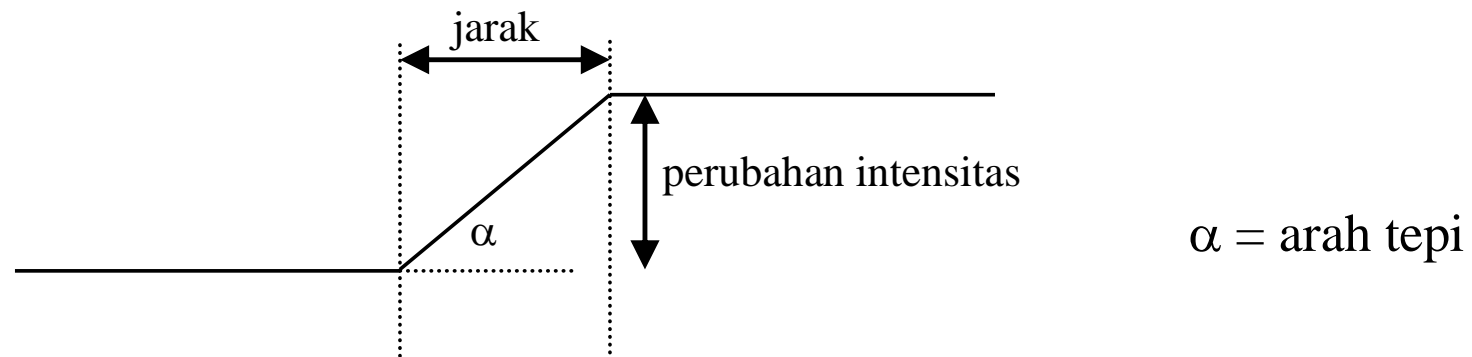 jarak
perubahan intensitas
α
α = arah tepi